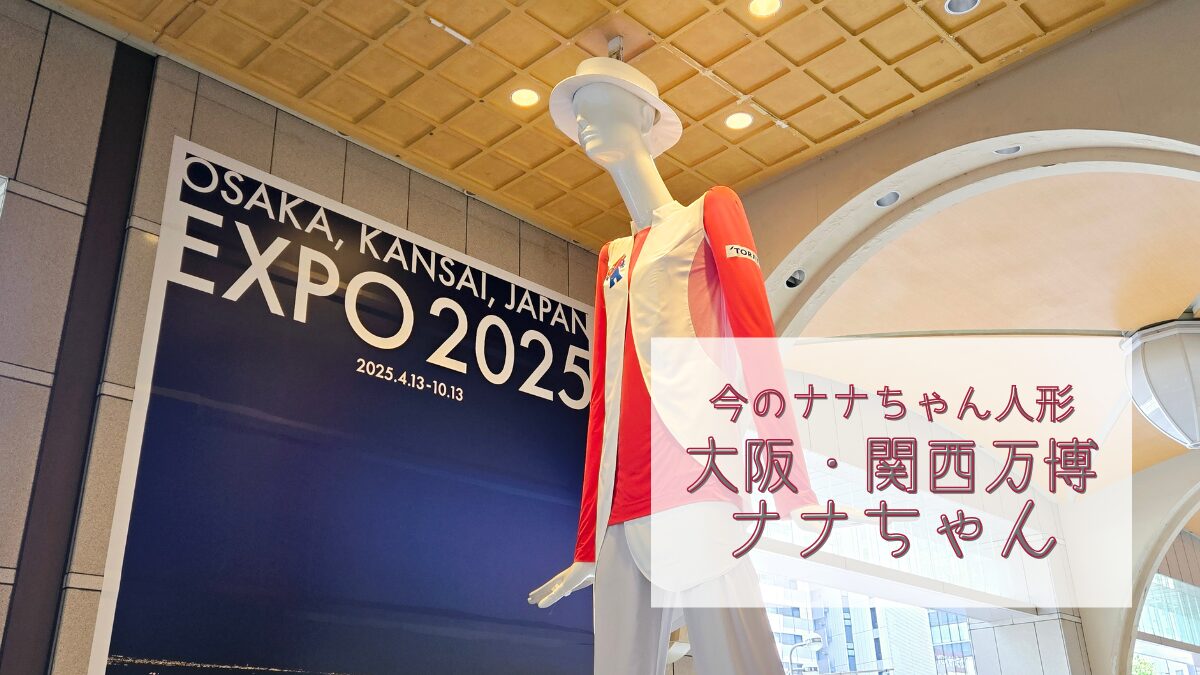 OSAKA, KANSAI, JAPAN
EXPO 2025
2025.4.13-10.13
今のナナちゃん人形
大阪・関西万博
ナナちゃん